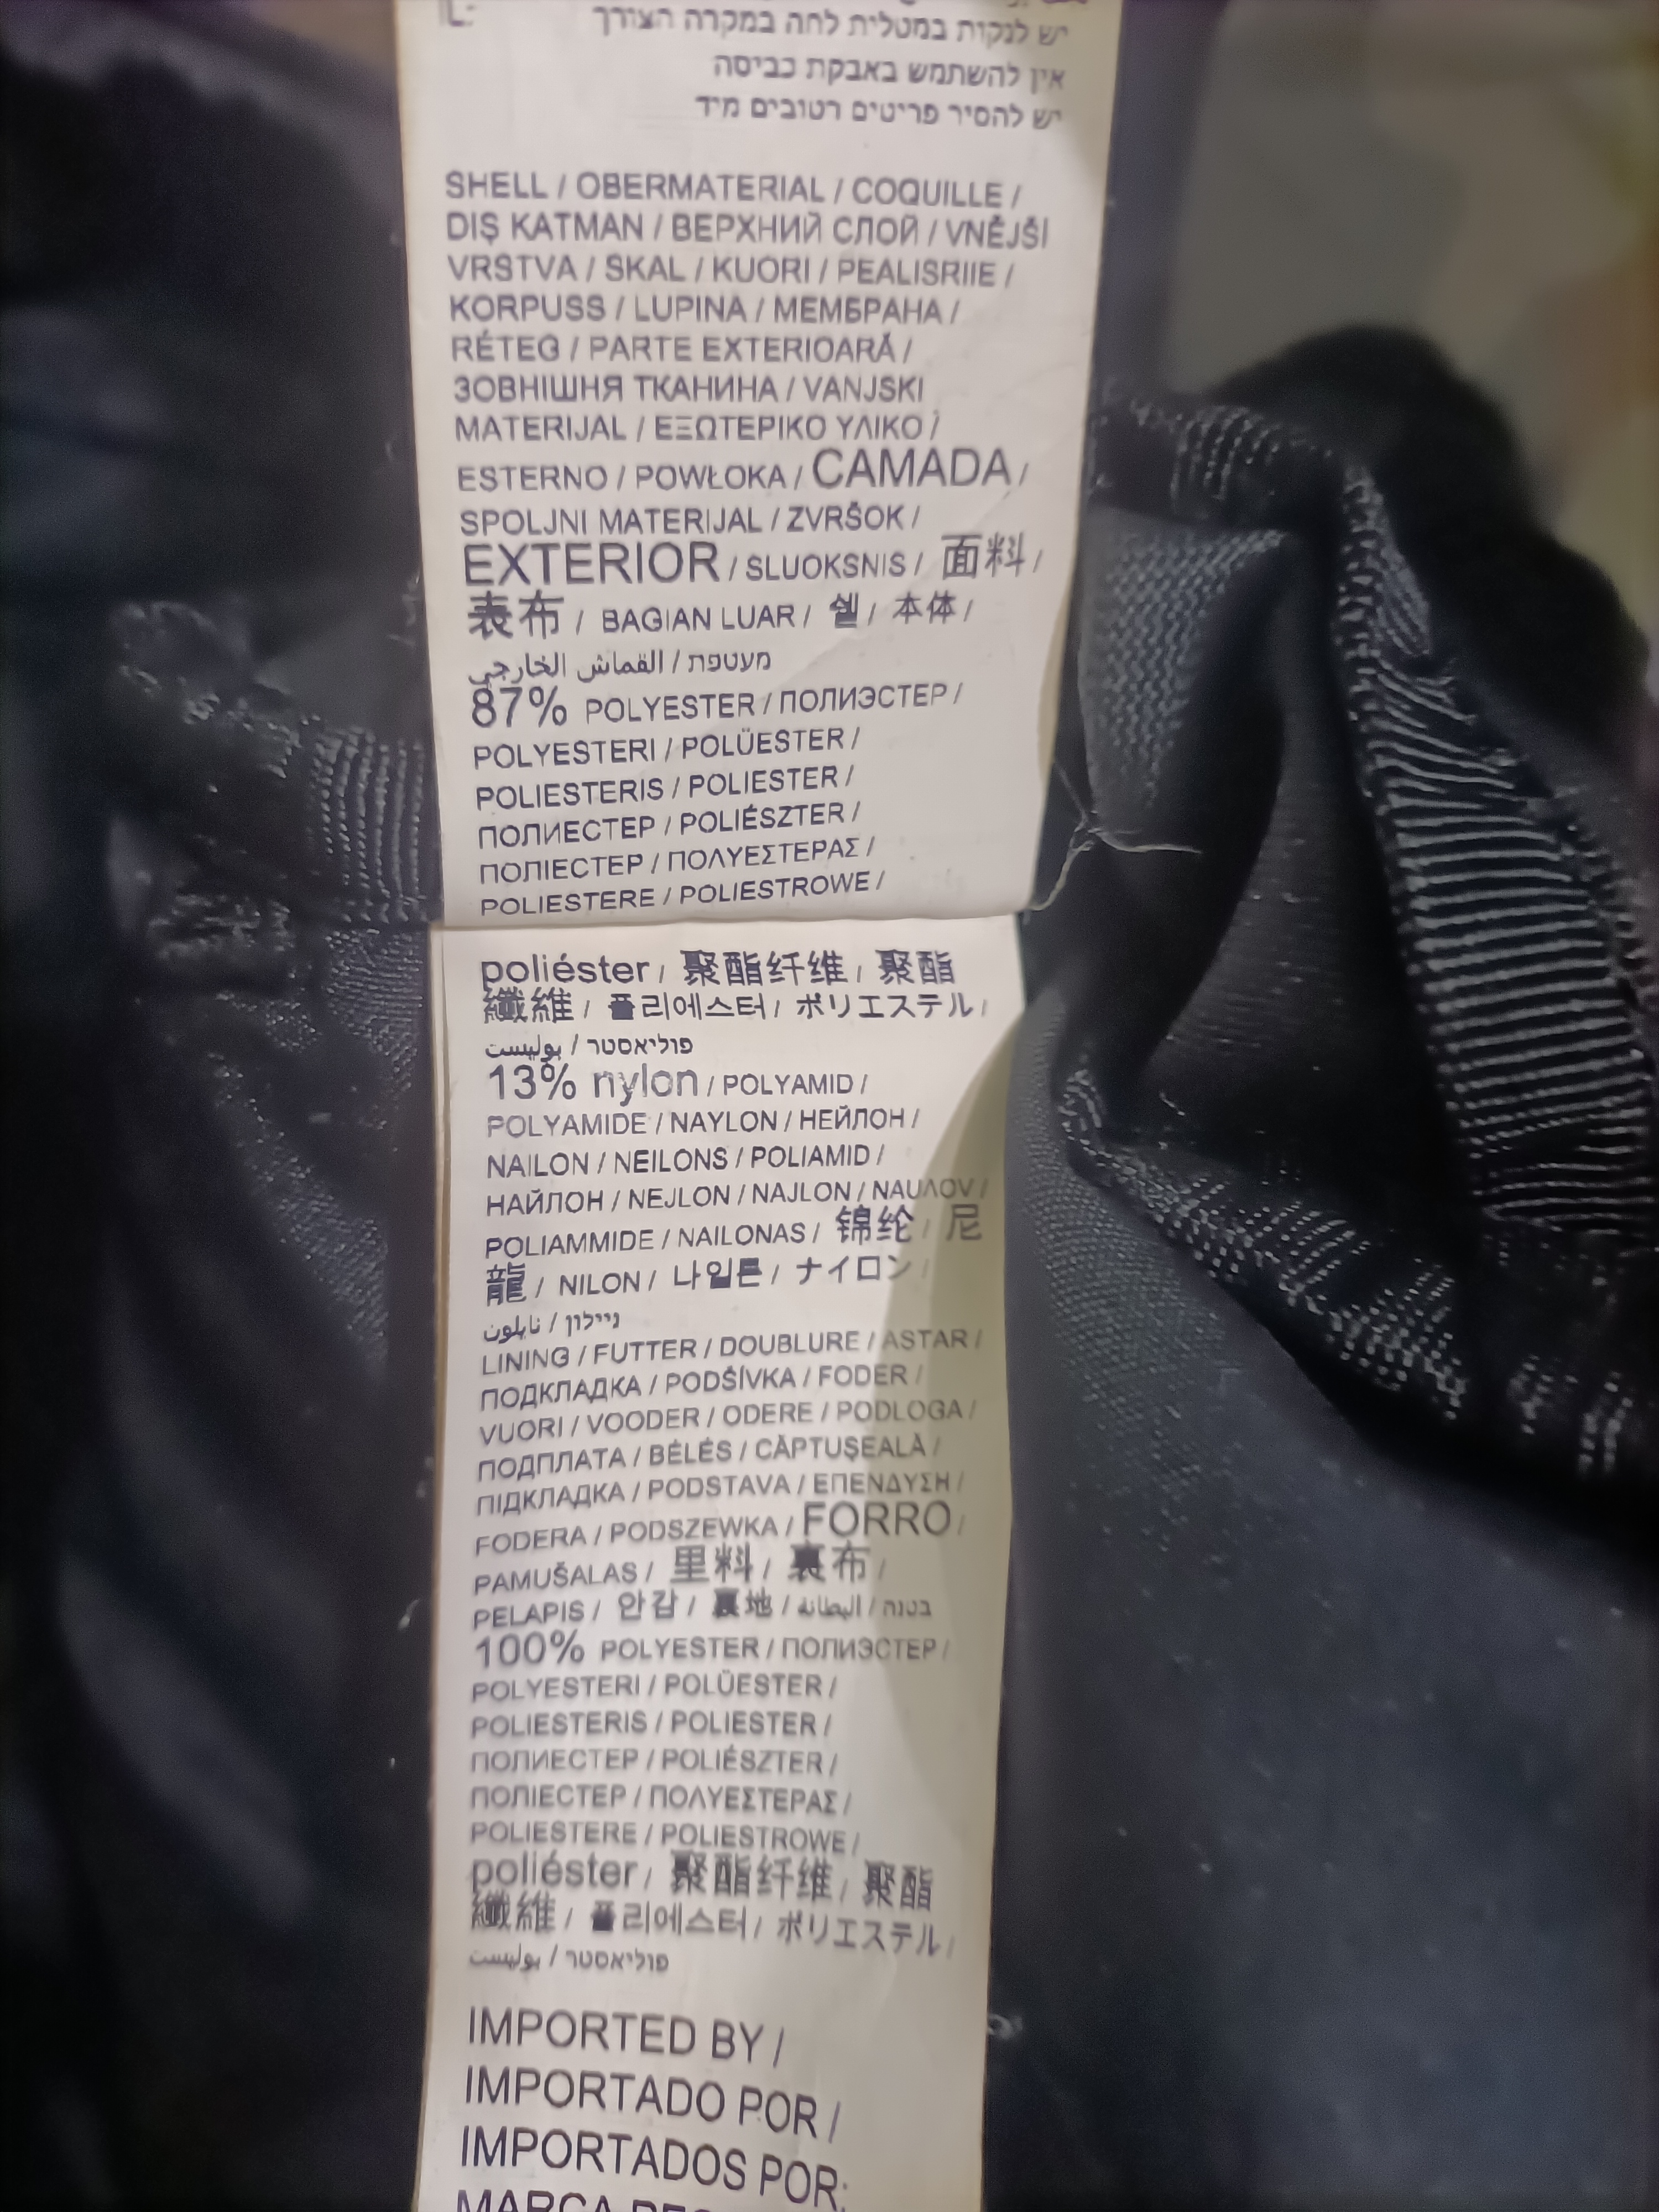 IL:
יש לנקות במטלית לחה במקרה הצורך
אין להשתמש באבקת כביסה
יש להסיר פריטים רטובים מיד
SHELL / OBERMATERIAL / COQUILLE /
DIŞ KATMAN / ВЕРХНИЙ СЛОЙ / VNĚJŠÍ
VRSTVA / SKAL / KUORI / PEALISRIIE /
KORPUSS / LUPINA / МЕМБРАНА /
RÉTEG / PARTE EXTERIOARĂ /
ЗОВНІШНЯ ТКАНИНА / VANJSKI
MATERIJAL / ΕΞΩΤΕΡΙΚΟ ΥΛΙΚΟ /
ESTERNO / POWŁOKA / CAMADA /
SPOLJNI MATERIJAL / ZVRŠOK /
EXTERIOR / SLUOKSNIS / 面料 /
表布 / BAGIAN LUAR / 쉘 / 本体 /
מעטפת / القماش الخارجي
87% POLYESTER / ПОЛИЭСТЕР /
POLYESTERI / POLÜESTER /
POLIESTERIS / POLIESTER /
ПОЛИЕСТЕР / POLIÉSZTER /
ПОЛІЕСТЕР / ΠΟΛΥΕΣΤΕΡΑΣ /
POLIESTERE / POLIESTROWE /
poliéster / 聚酯纤维 / 聚酯
纖維 / 폴리에스터 / ポリエステル /
פוליאסטר / بوليست
13% nylon / POLYAMID /
POLYAMIDE / NAYLON / НЕЙЛОН /
NAILON / NEILONS / POLIAMID /
НАЙЛОН / NEJLON / NAJLON / ΝΑUΛΟV /
POLIAMMIDE / NAILONAS / 锦纶 / 尼
龍 / NILON / 나일론 / ナイロン /
ניילון / نايلون
LINING / FUTTER / DOUBLURE / ASTAR /
ПОДКЛАДКА / PODŠÍVKA / FODER /
VUORI / VOODER / ODERE / PODLOGA /
ПОДПЛАТА / BÉLÉS / CĂPTUŞEALĂ /
ПІДКЛАДКА / PODSTAVA / ΕΠΕΝΔΥΣΗ /
FODERA / PODSZEWKA / FORRO /
PAMUŠALAS / 里料 / 裏布 /
PELAPIS / 안감 / 裏地 / בטנה / البطانة
100% POLYESTER / ПОЛИЭСТЕР /
POLYESTERI / POLÜESTER /
POLIESTERIS / POLIESTER /
ПОЛИЕСТЕР / POLIÉSZTER /
ПОЛІЕСТЕР / ΠΟΛΥΕΣΤΕΡΑΣ /
POLIESTERE / POLIESTROWE /
poliéster / 聚酯纤维 / 聚酯
纖維 / 폴리에스터 / ポリエステル /
פוליאסטר / بوليست
IMPORTED BY /
IMPORTADO POR /
IMPORTADOS POR:
MARCA